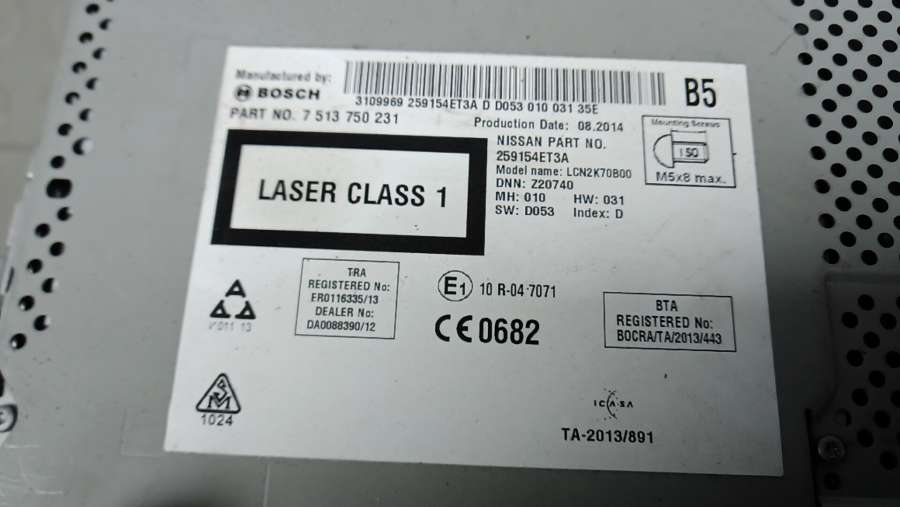 Manufactured by:
BOSCH
3109969 259154ET3A D D053 010 031 35E
B5
PART NO. 7 513 750 231
Production Date: 08.2014
NISSAN PART NO.
259154ET3A
Model name: LCN2K70B00
DNN: Z20740
MH: 010 HW: 031
SW: D053 Index: D
Mounting Screws
ISO
M5x8 max.
LASER CLASS 1
TRA
REGISTERED No:
ER0116335/13
DEALER No:
DA0088390/12
E1 10 R-04 7071
CE0682
BTA
REGISTERED No:
BOCRA/TA/2013/443
V 011 13
1024
ICASA
TA-2013/891